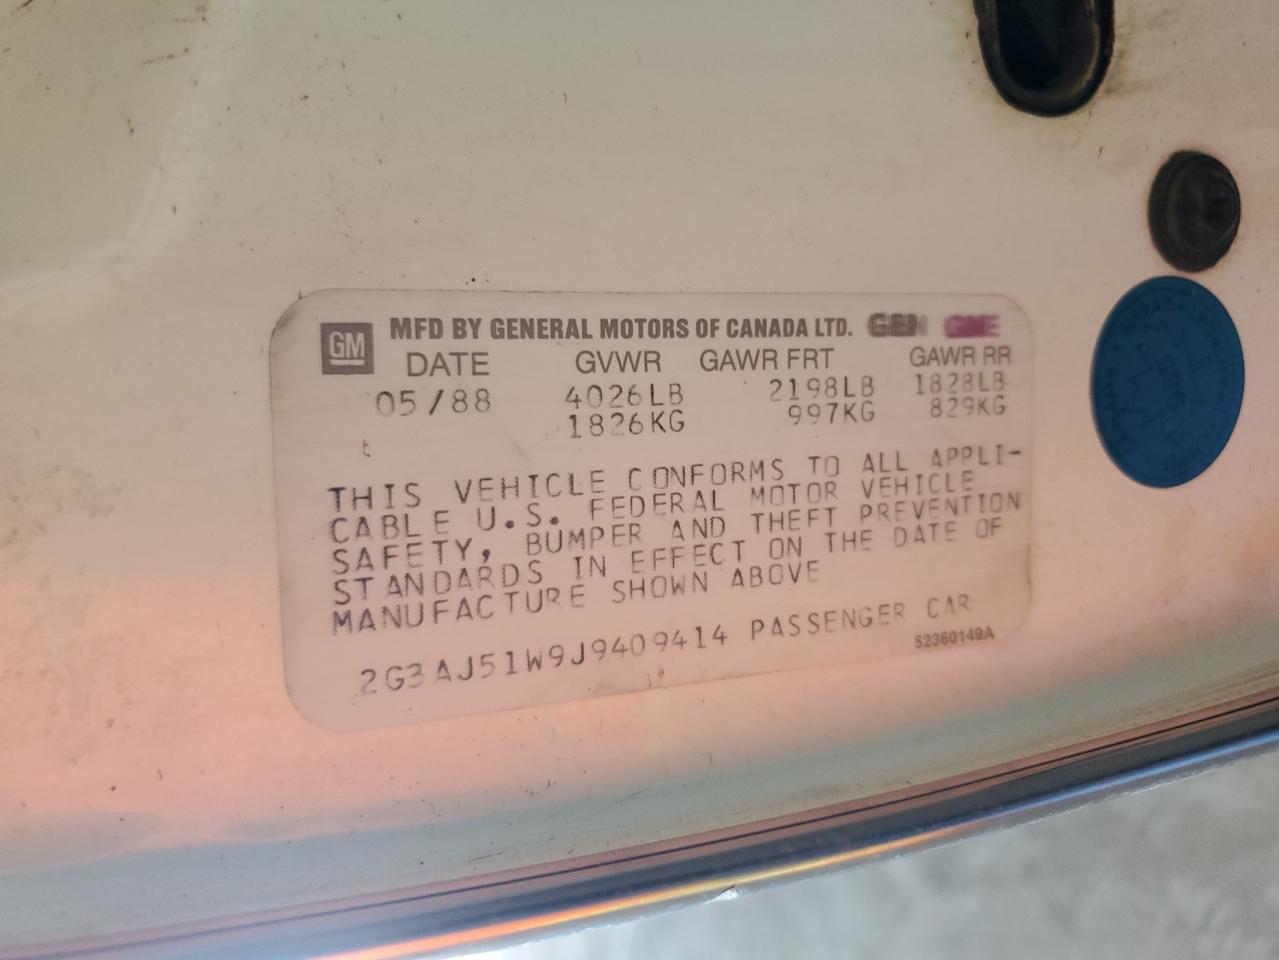 GM MFD BY GENERAL MOTORS OF CANADA LTD. GEN GME
DATE GVWR GAWR FRT GAWR RR
05/88 4026LB 2198LB 1828LB
1826KG 997KG 829KG
THIS VEHICLE CONFORMS TO ALL APPLI-
CABLE U.S. FEDERAL MOTOR VEHICLE
SAFETY, BUMPER AND THEFT PREVENTION
STANDARDS IN EFFECT ON THE DATE OF
MANUFACTURE SHOWN ABOVE
2G3AJ51W9J9409414 PASSENGER CAR
52360149A